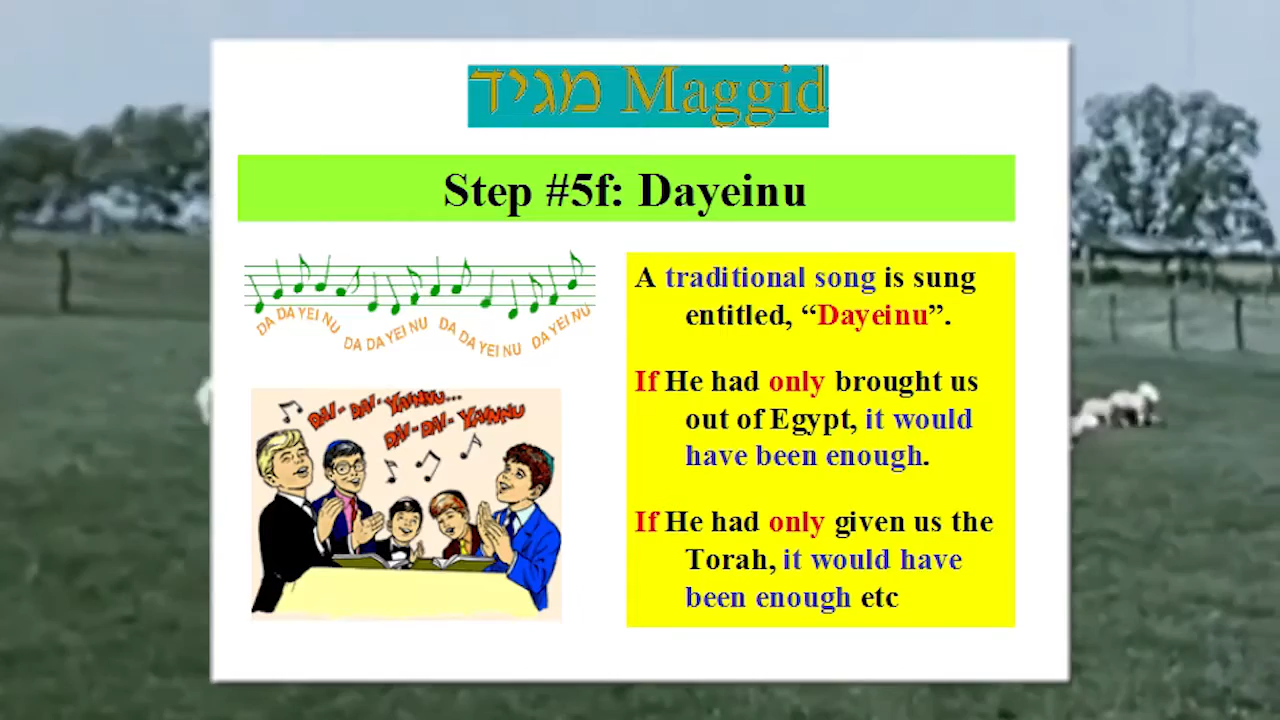 מגיד Maggid
Step #5f: Dayeinu
DA DA YEI NU DA DA YEI NU DA DA YEI NU DA YEI NU
DAI - DAI - YAINNU...
DAI - DAI - YAINNU
A traditional song is sung
entitled, “Dayeinu”.
If He had only brought us
out of Egypt, it would
have been enough.
If He had only given us the
Torah, it would have
been enough etc